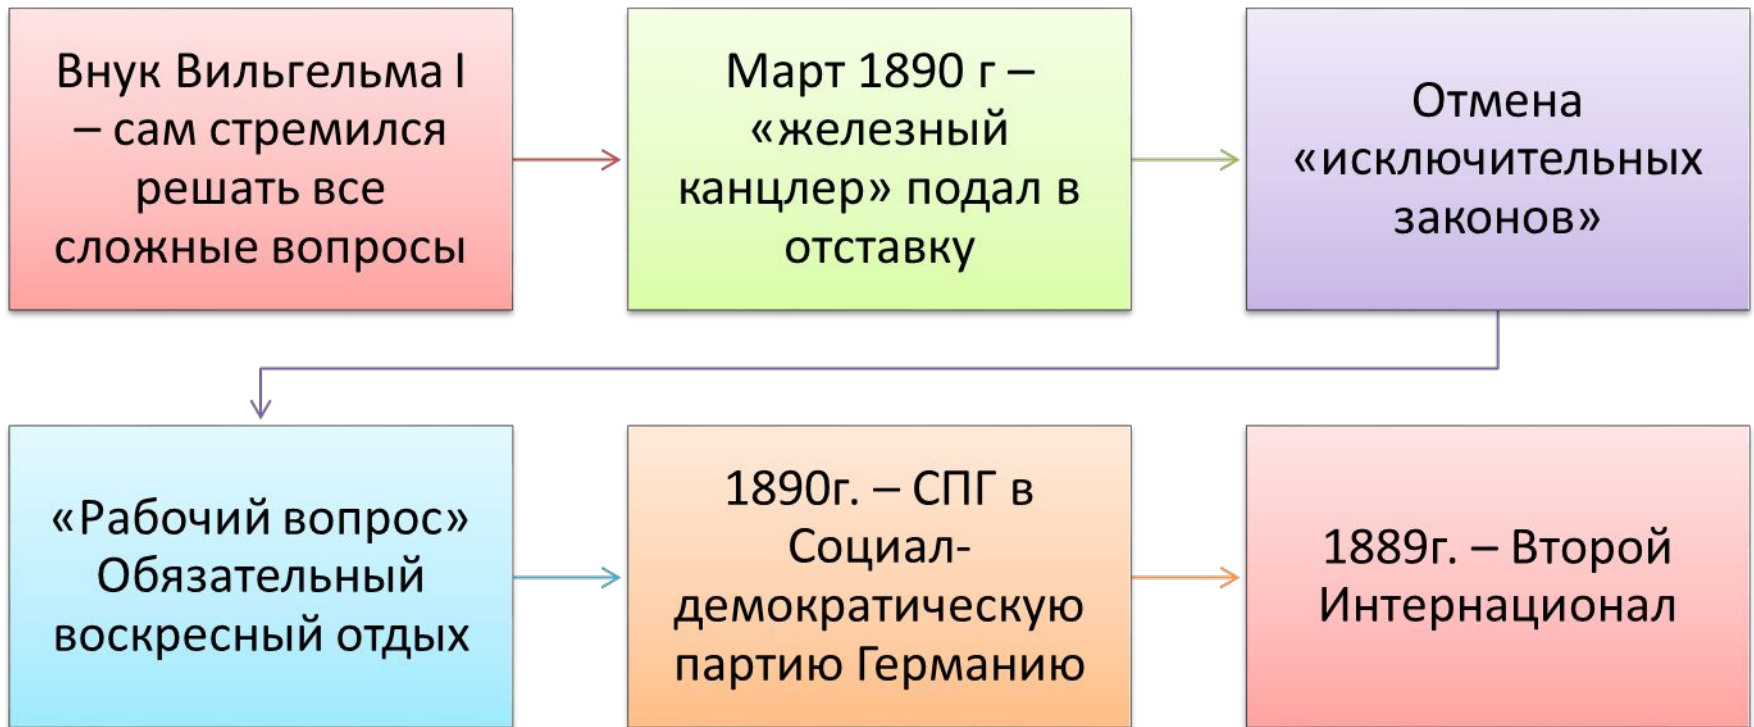 Внук Вильгельма I
– сам стремился
решать все
сложные вопросы
Март 1890 г –
«железный
канцлер» подал в
отставку
Отмена
«исключительных
законов»
«Рабочий вопрос»
Обязательный
воскресный отдых
1890г. – СПГ в
Социал-
демократическую
партию Германию
1889г. – Второй
Интернационал